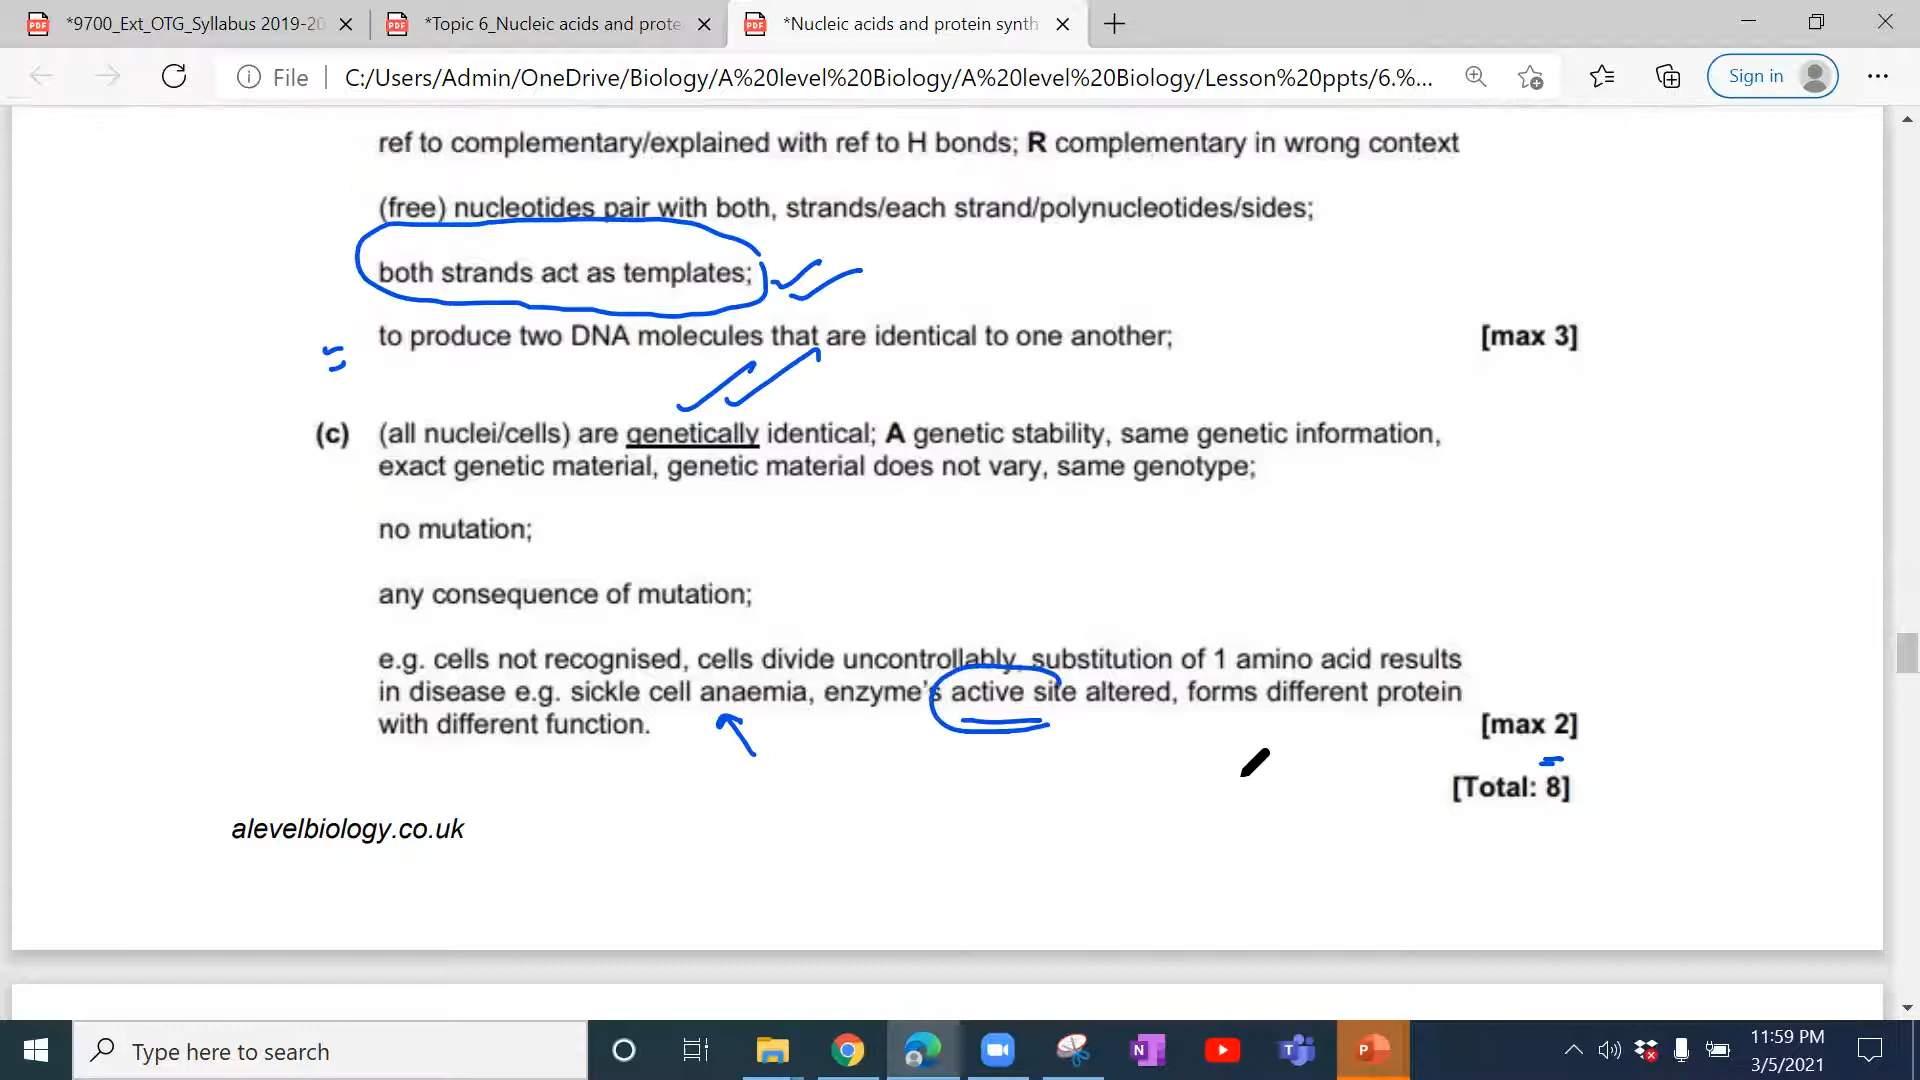 *9700_Ext_OTG_Syllabus 2019-20
*Topic 6_Nucleic acids and prote
*Nucleic acids and protein synth
File
C:/Users/Admin/OneDrive/Biology/A%20level%20Biology/A%20level%20Biology/Lesson%20ppts/6.%...
Sign in
ref to complementary/explained with ref to H bonds; R complementary in wrong context
(free) nucleotides pair with both, strands/each strand/polynucleotides/sides;
both strands act as templates;
to produce two DNA molecules that are identical to one another; [max 3]
(c) (all nuclei/cells) are genetically identical; A genetic stability, same genetic information,
exact genetic material, genetic material does not vary, same genotype;
no mutation;
any consequence of mutation;
e.g. cells not recognised, cells divide uncontrollably, substitution of 1 amino acid results
in disease e.g. sickle cell anaemia, enzyme's active site altered, forms different protein
with different function. [max 2]
[Total: 8]
alevelbiology.co.uk
Type here to search
11:59 PM
3/5/2021